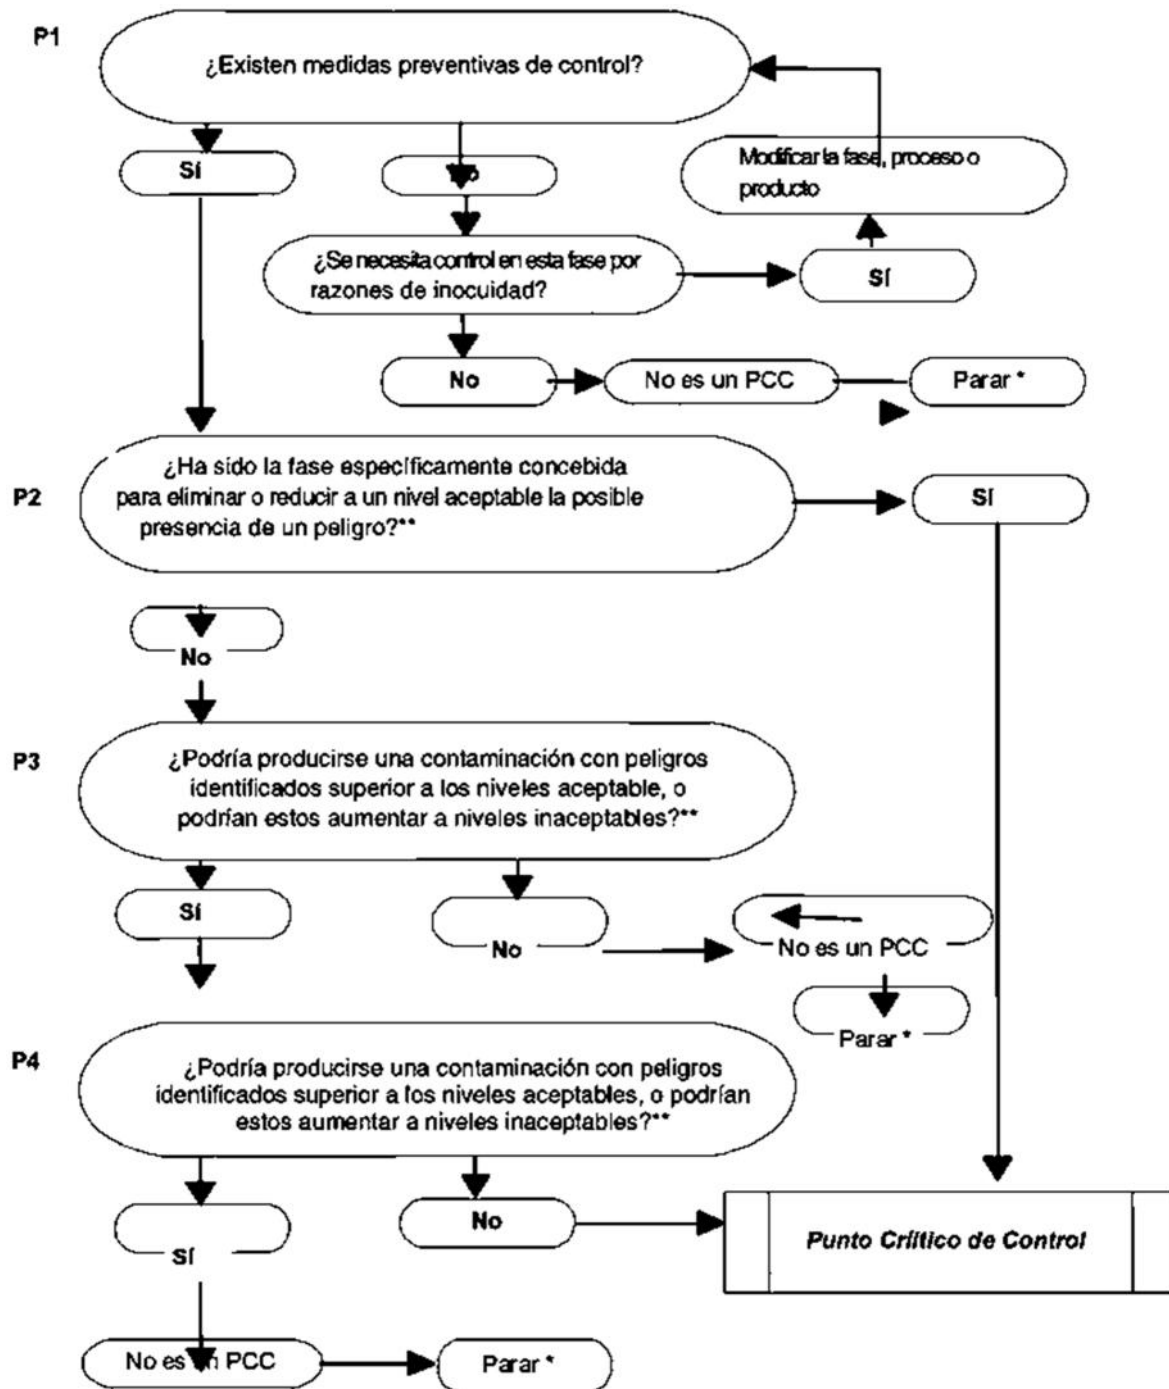 P1
¿Existen medidas preventivas de control?
Sí
Modificar la fase, proceso o
producto
¿Se necesita control en esta fase por
razones de inocuidad?
Sí
No
No es un PCC
Parar *
P2
¿Ha sido la fase específicamente concebida
para eliminar o reducir a un nivel aceptable la posible
presencia de un peligro?**
Sí
No
P3
¿Podría producirse una contaminación con peligros
identificados superior a los niveles aceptable, o
podrían estos aumentar a niveles inaceptables?**
Sí
No
No es un PCC
Parar *
P4
¿Podría producirse una contaminación con peligros
identificados superior a los niveles aceptables, o podrían
estos aumentar a niveles inaceptables?**
Sí
No
Punto Crlítico de Control
No es un PCC
Parar *